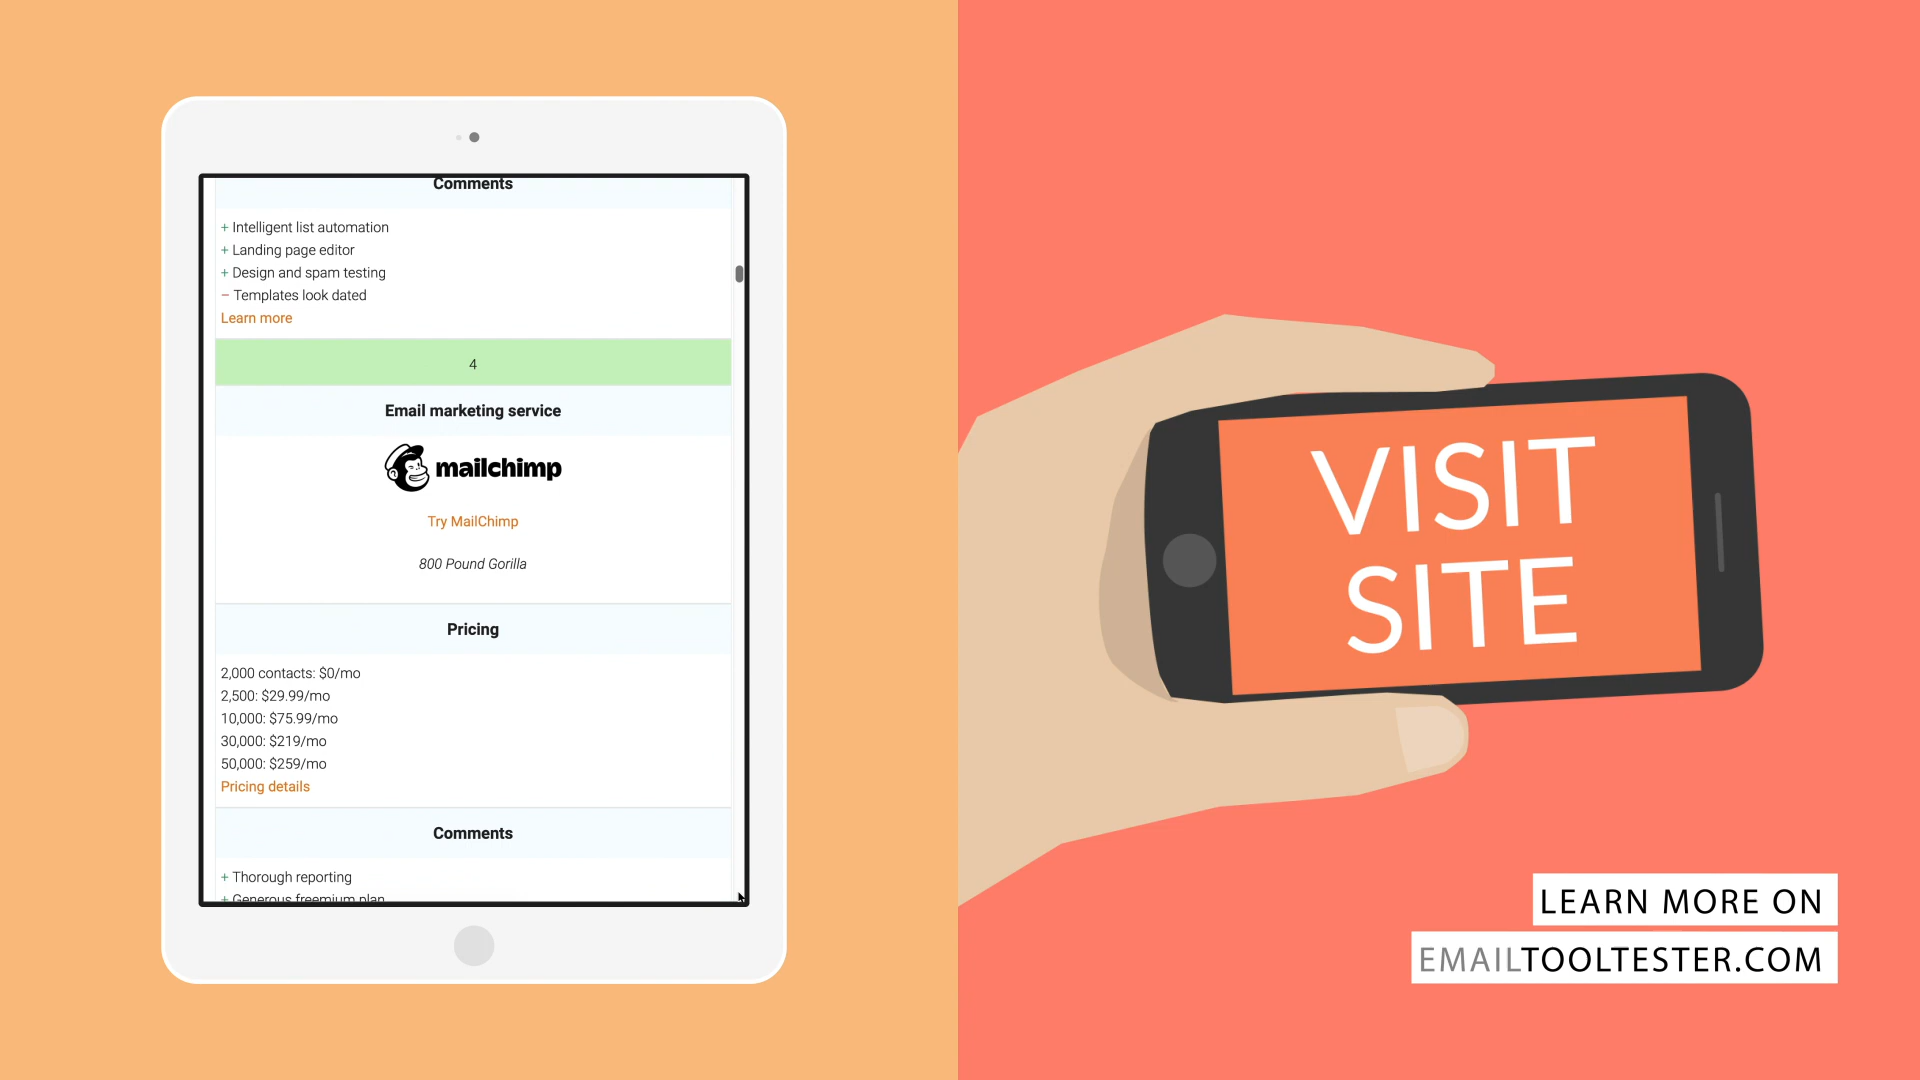 Comments
+ Intelligent list automation
+ Landing page editor
+ Design and spam testing
− Templates look dated
Learn more
4
Email marketing service
mailchimp
Try MailChimp
800 Pound Gorilla
Pricing
2,000 contacts: $0/mo
2,500: $29.99/mo
10,000: $75.99/mo
30,000: $219/mo
50,000: $259/mo
Pricing details
Comments
+ Thorough reporting
+ Generous freemium plan
VISIT
SITE
LEARN MORE ON
EMAILTOOLTESTER.COM